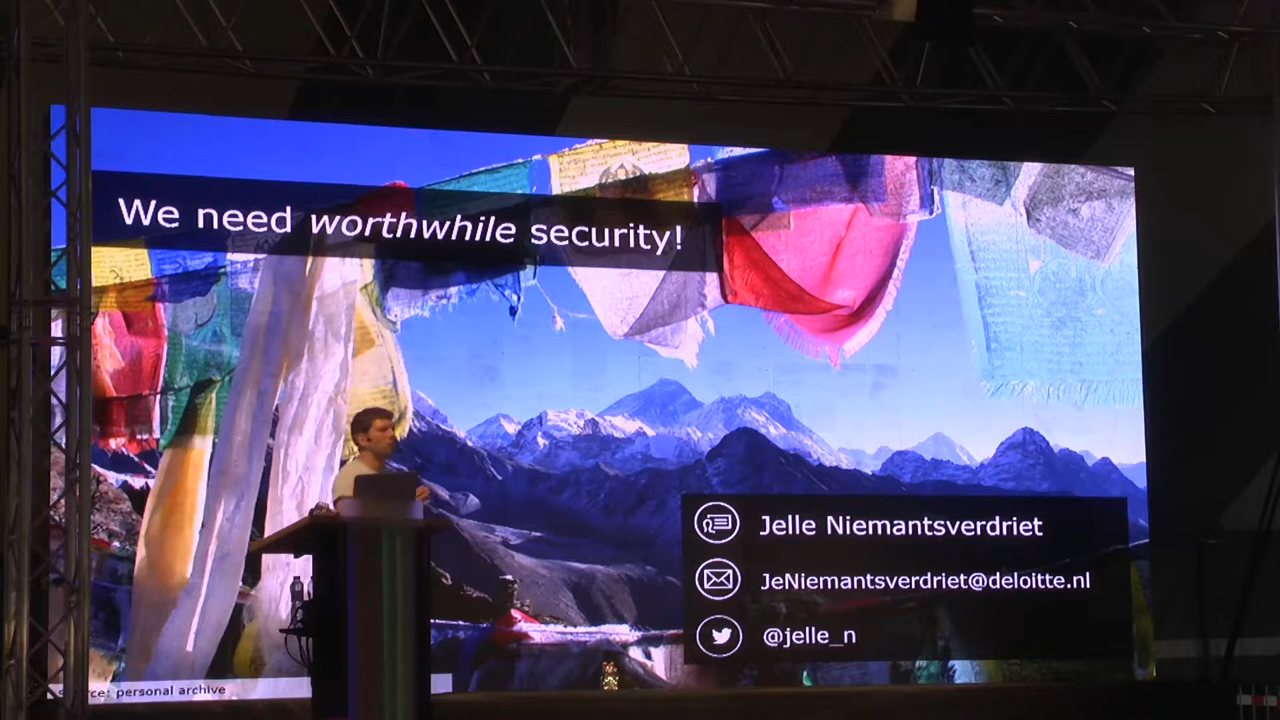 We need worthwhile security!
Jelle Niemantsverdriet
JeNiemantsverdriet@deloitte.nl
@jelle_n
source: personal archive